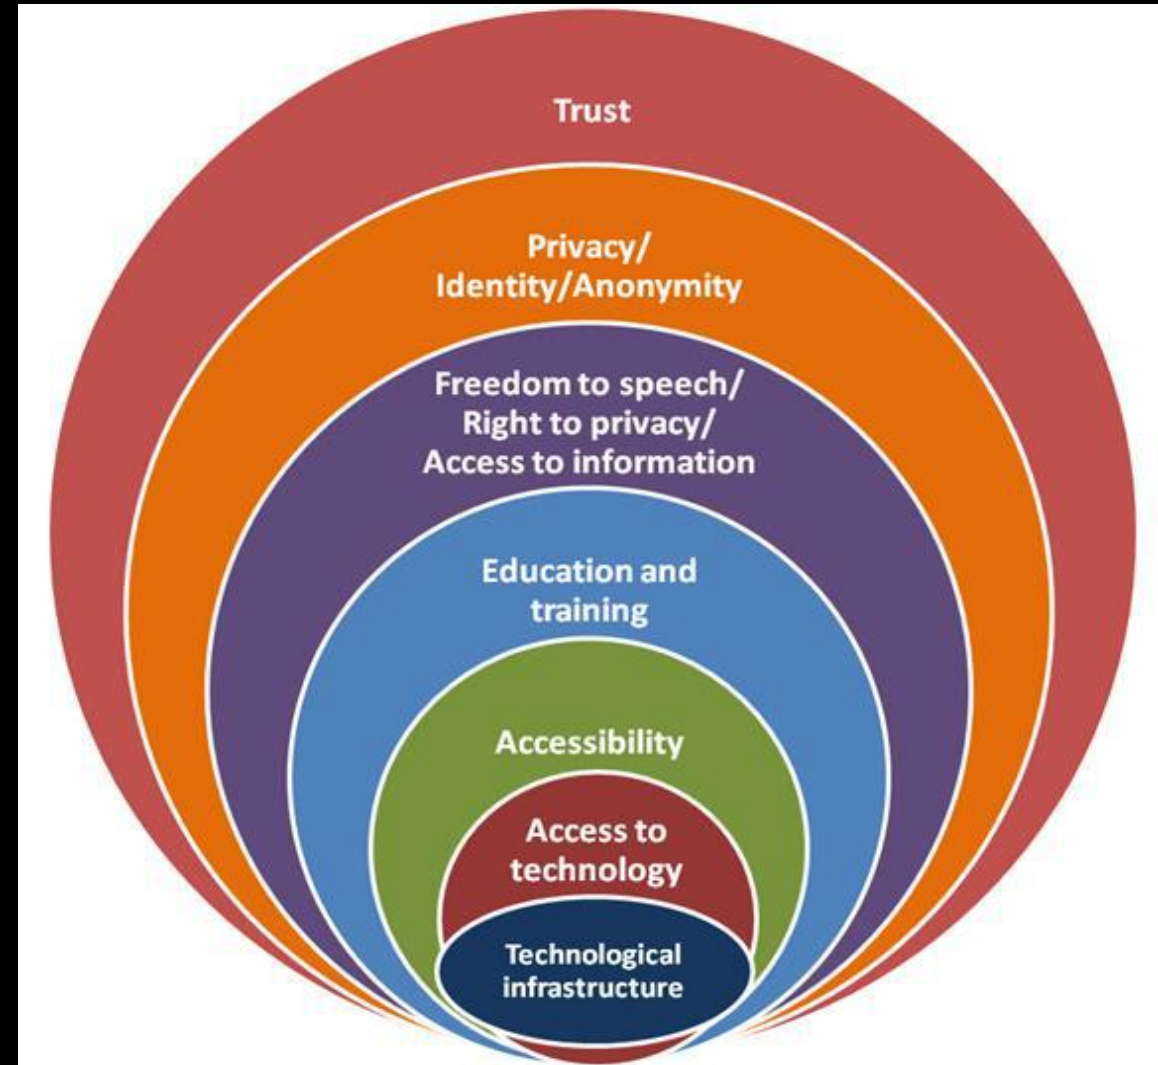 Trust
Privacy/
Identity/Anonymity
Freedom to speech/
Right to privacy/
Access to information
Education and
training
Accessibility
Access to
technology
Technological
infrastructure